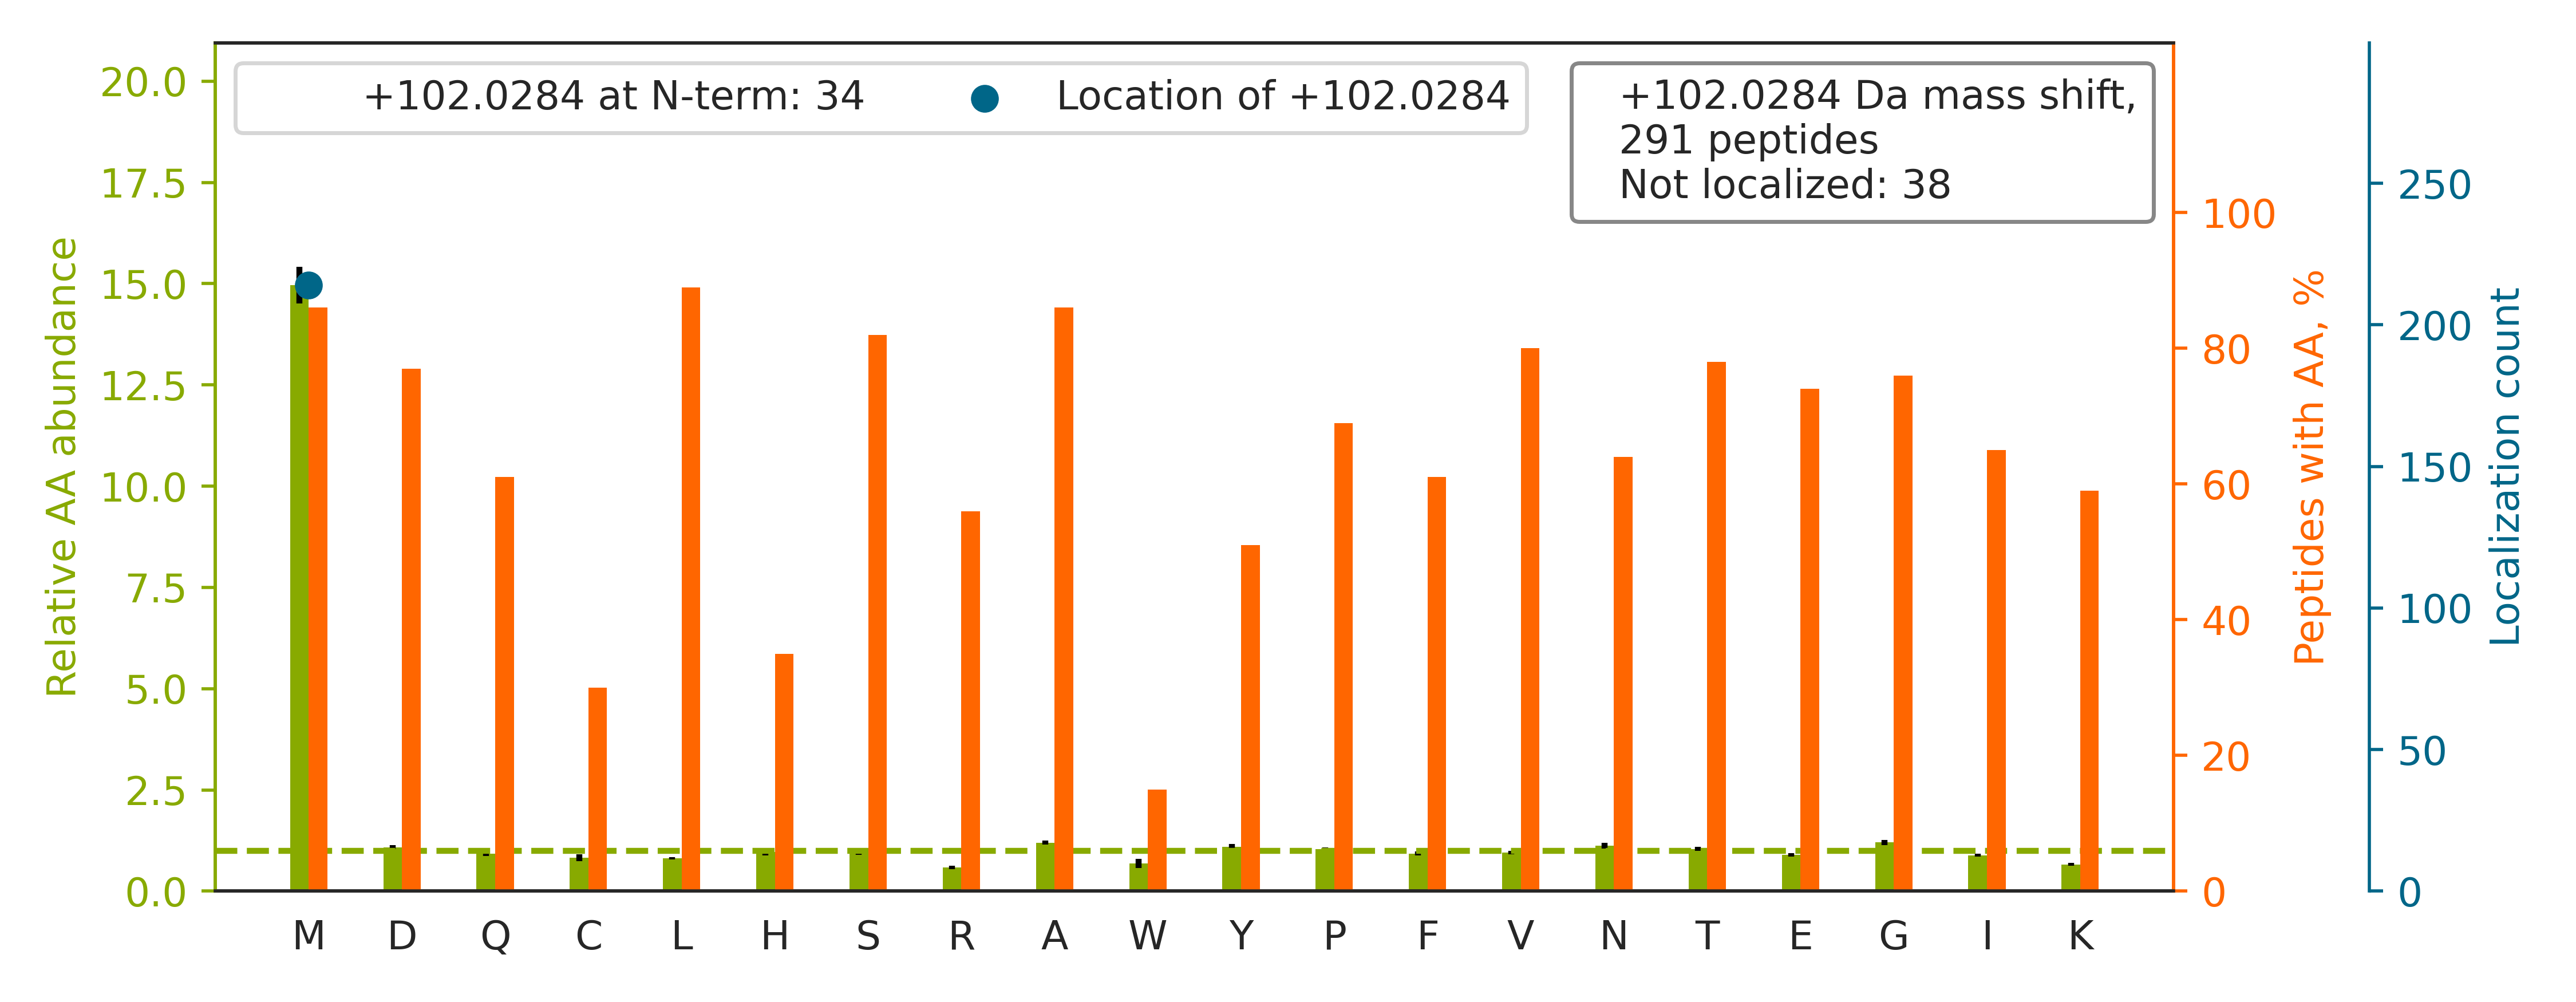 +102.0284 at N-term: 34
Location of +102.0284
+102.0284 Da mass shift,
291 peptides
Not localized: 38
Relative AA abundance
20.0
17.5
15.0
12.5
10.0
7.5
5.0
2.5
0.0
M D Q C L H S R A W Y P F V N T E G I K
100
80
60
40
20
0
Peptides with AA, %
250
200
150
100
50
0
Localization count